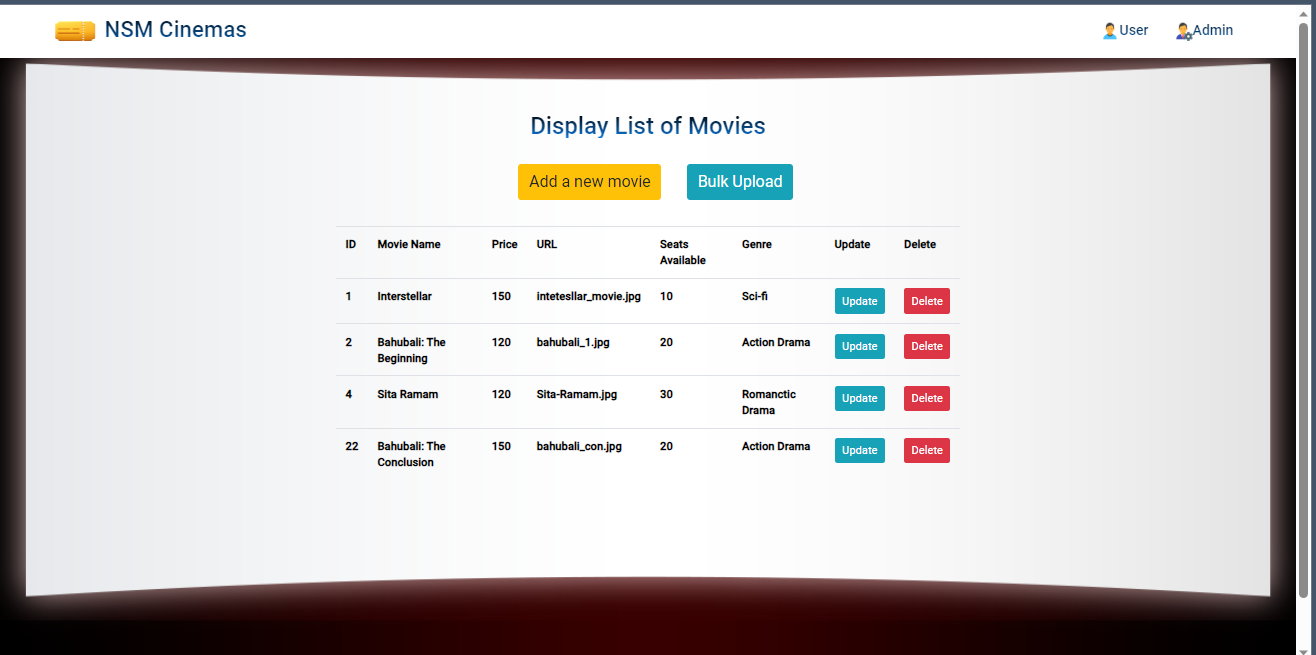 NSM Cinemas
User Admin
Display List of Movies
Add a new movie Bulk Upload
ID Movie Name Price URL Seats Available Genre Update Delete
1 Interstellar 150 intetesllar_movie.jpg 10 Sci-fi Update Delete
2 Bahubali: The Beginning 120 bahubali_1.jpg 20 Action Drama Update Delete
4 Sita Ramam 120 Sita-Ramam.jpg 30 Romanctic Drama Update Delete
22 Bahubali: The Conclusion 150 bahubali_con.jpg 20 Action Drama Update Delete